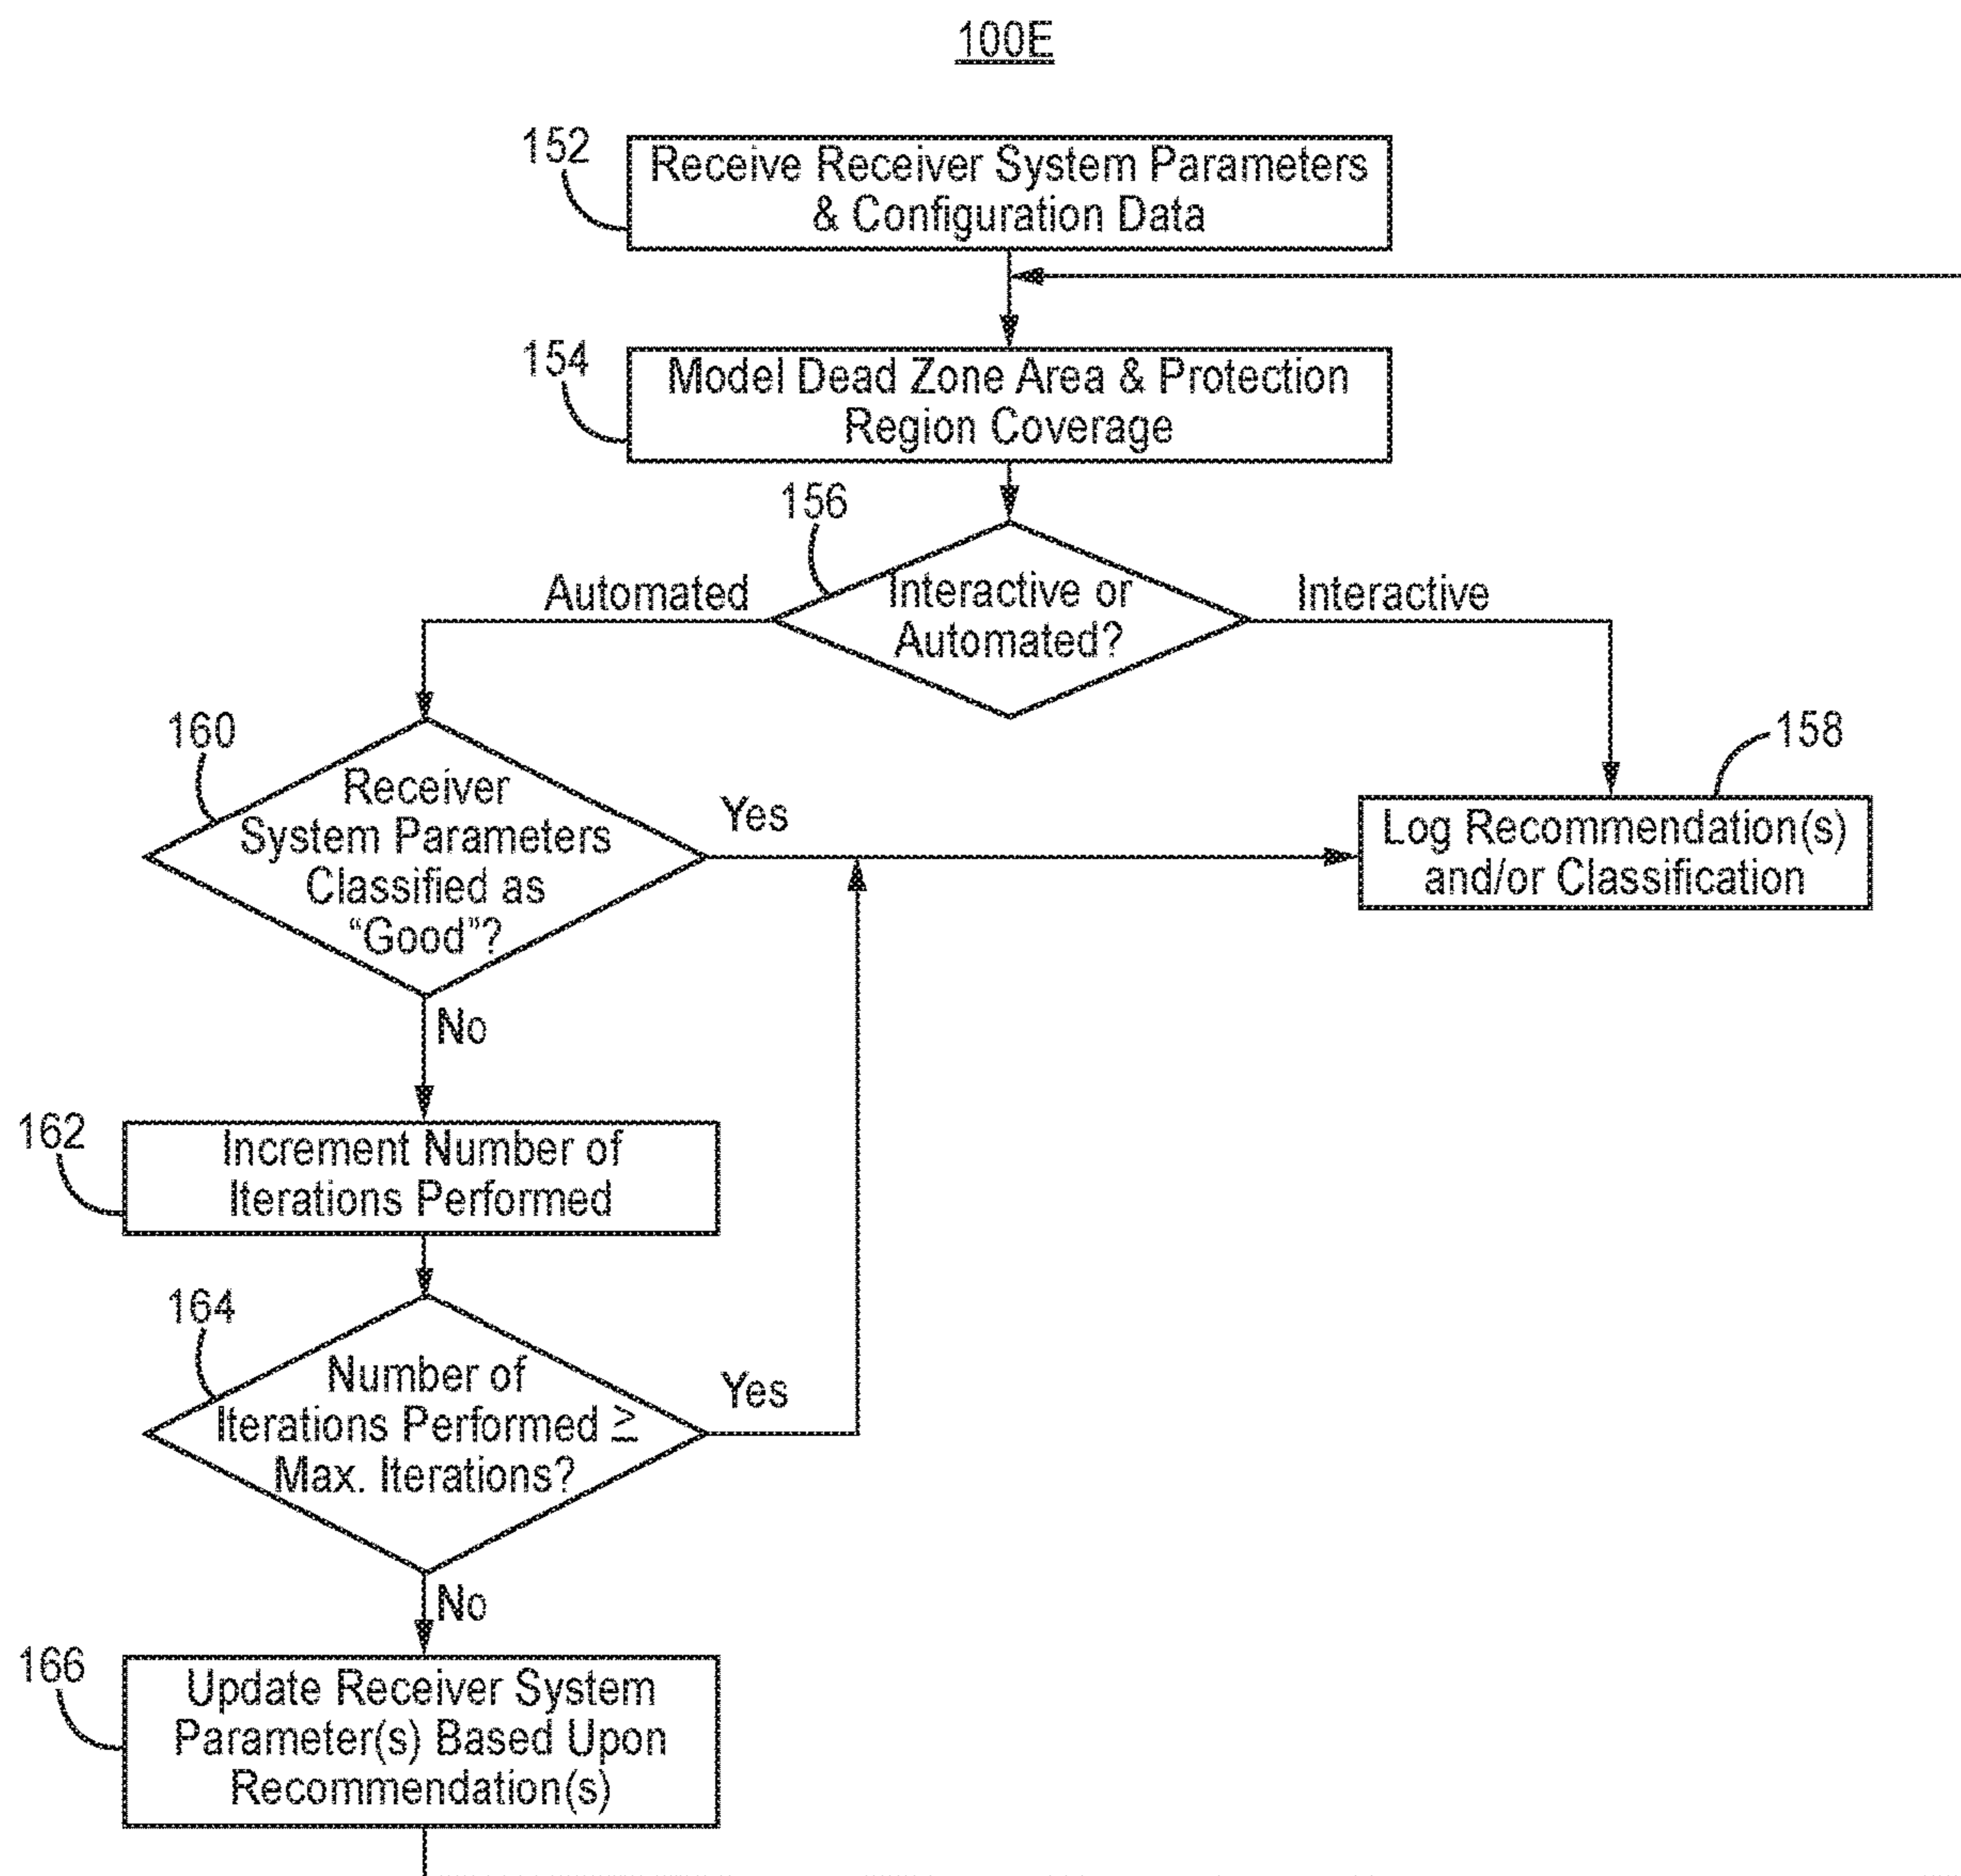 100E
152
Receive Receiver System Parameters
& Configuration Data
154
Model Dead Zone Area & Protection
Region Coverage
156
Interactive or
Automated?
Automated
Interactive
160
Receiver
System Parameters
Classified as
“Good”?
Yes
158
Log Recommendation(s)
and/or Classification
No
162
Increment Number of
Iterations Performed
164
Number of
Iterations Performed ≥
Max. Iterations?
Yes
No
166
Update Receiver System
Parameter(s) Based Upon
Recommendation(s)